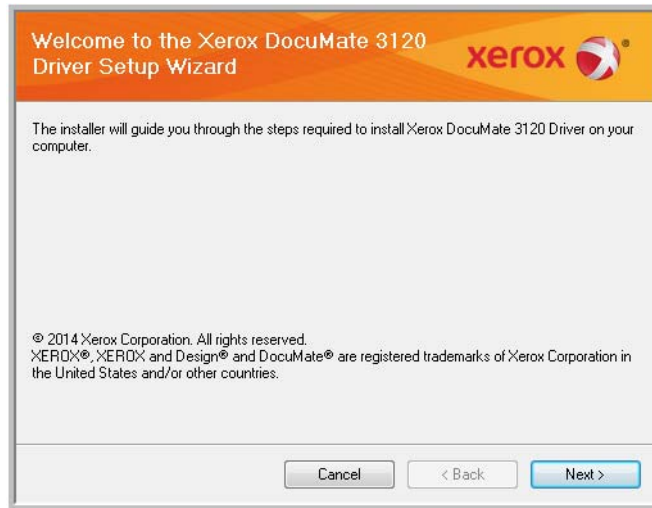 Welcome to the Xerox DocuMate 3120
Driver Setup Wizard
xerox ®
The installer will guide you through the steps required to install Xerox DocuMate 3120 Driver on your
computer.
© 2014 Xerox Corporation. All rights reserved.
XEROX®, XEROX and Design® and DocuMate® are registered trademarks of Xerox Corporation in
the United States and/or other countries.
Cancel
< Back
Next >